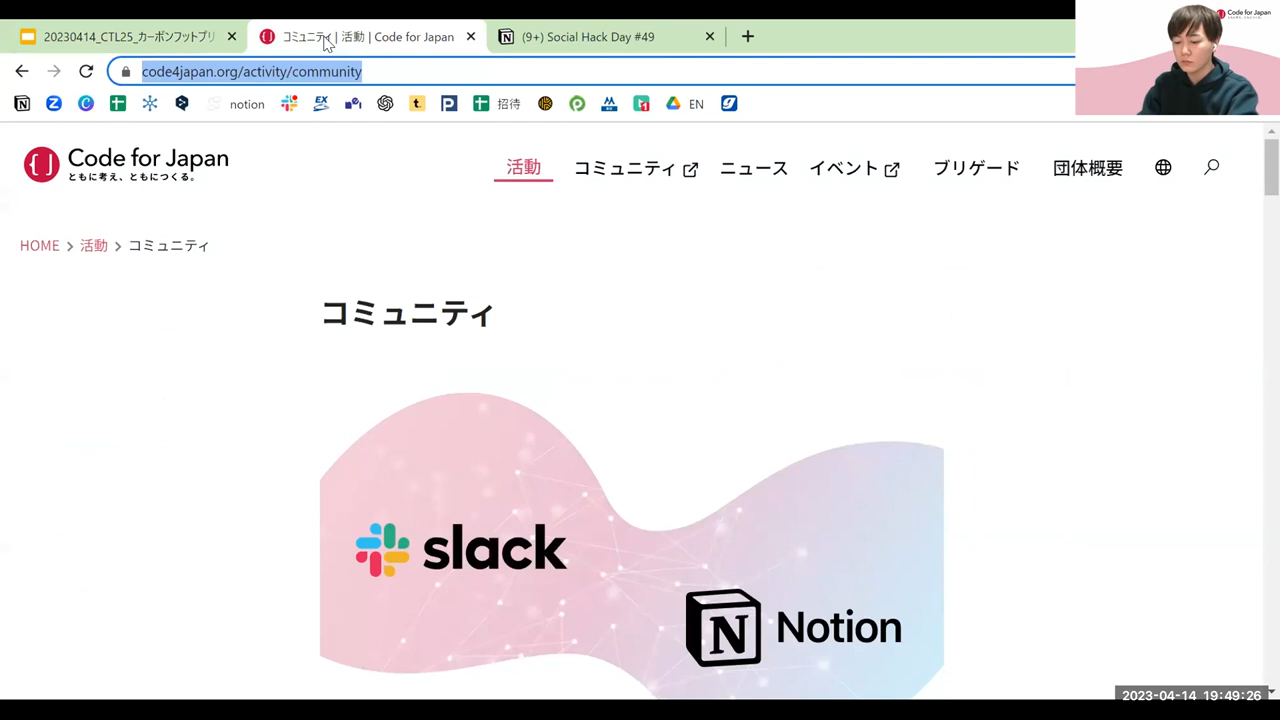 20230414_CTL25_カーボンフットプリ
コミュニティ | 活動 | Code for Japan
(9+) Social Hack Day #49
code4japan.org/activity/community
notion
EX
t.
招待
EN
Code for Japan
Code for Japan
ともに考え、ともにつくる。
活動
コミュニティ
ニュース
イベント
ブリゲード
団体概要
HOME > 活動 > コミュニティ
コミュニティ
slack
Notion
2023-04-14 19:49:26